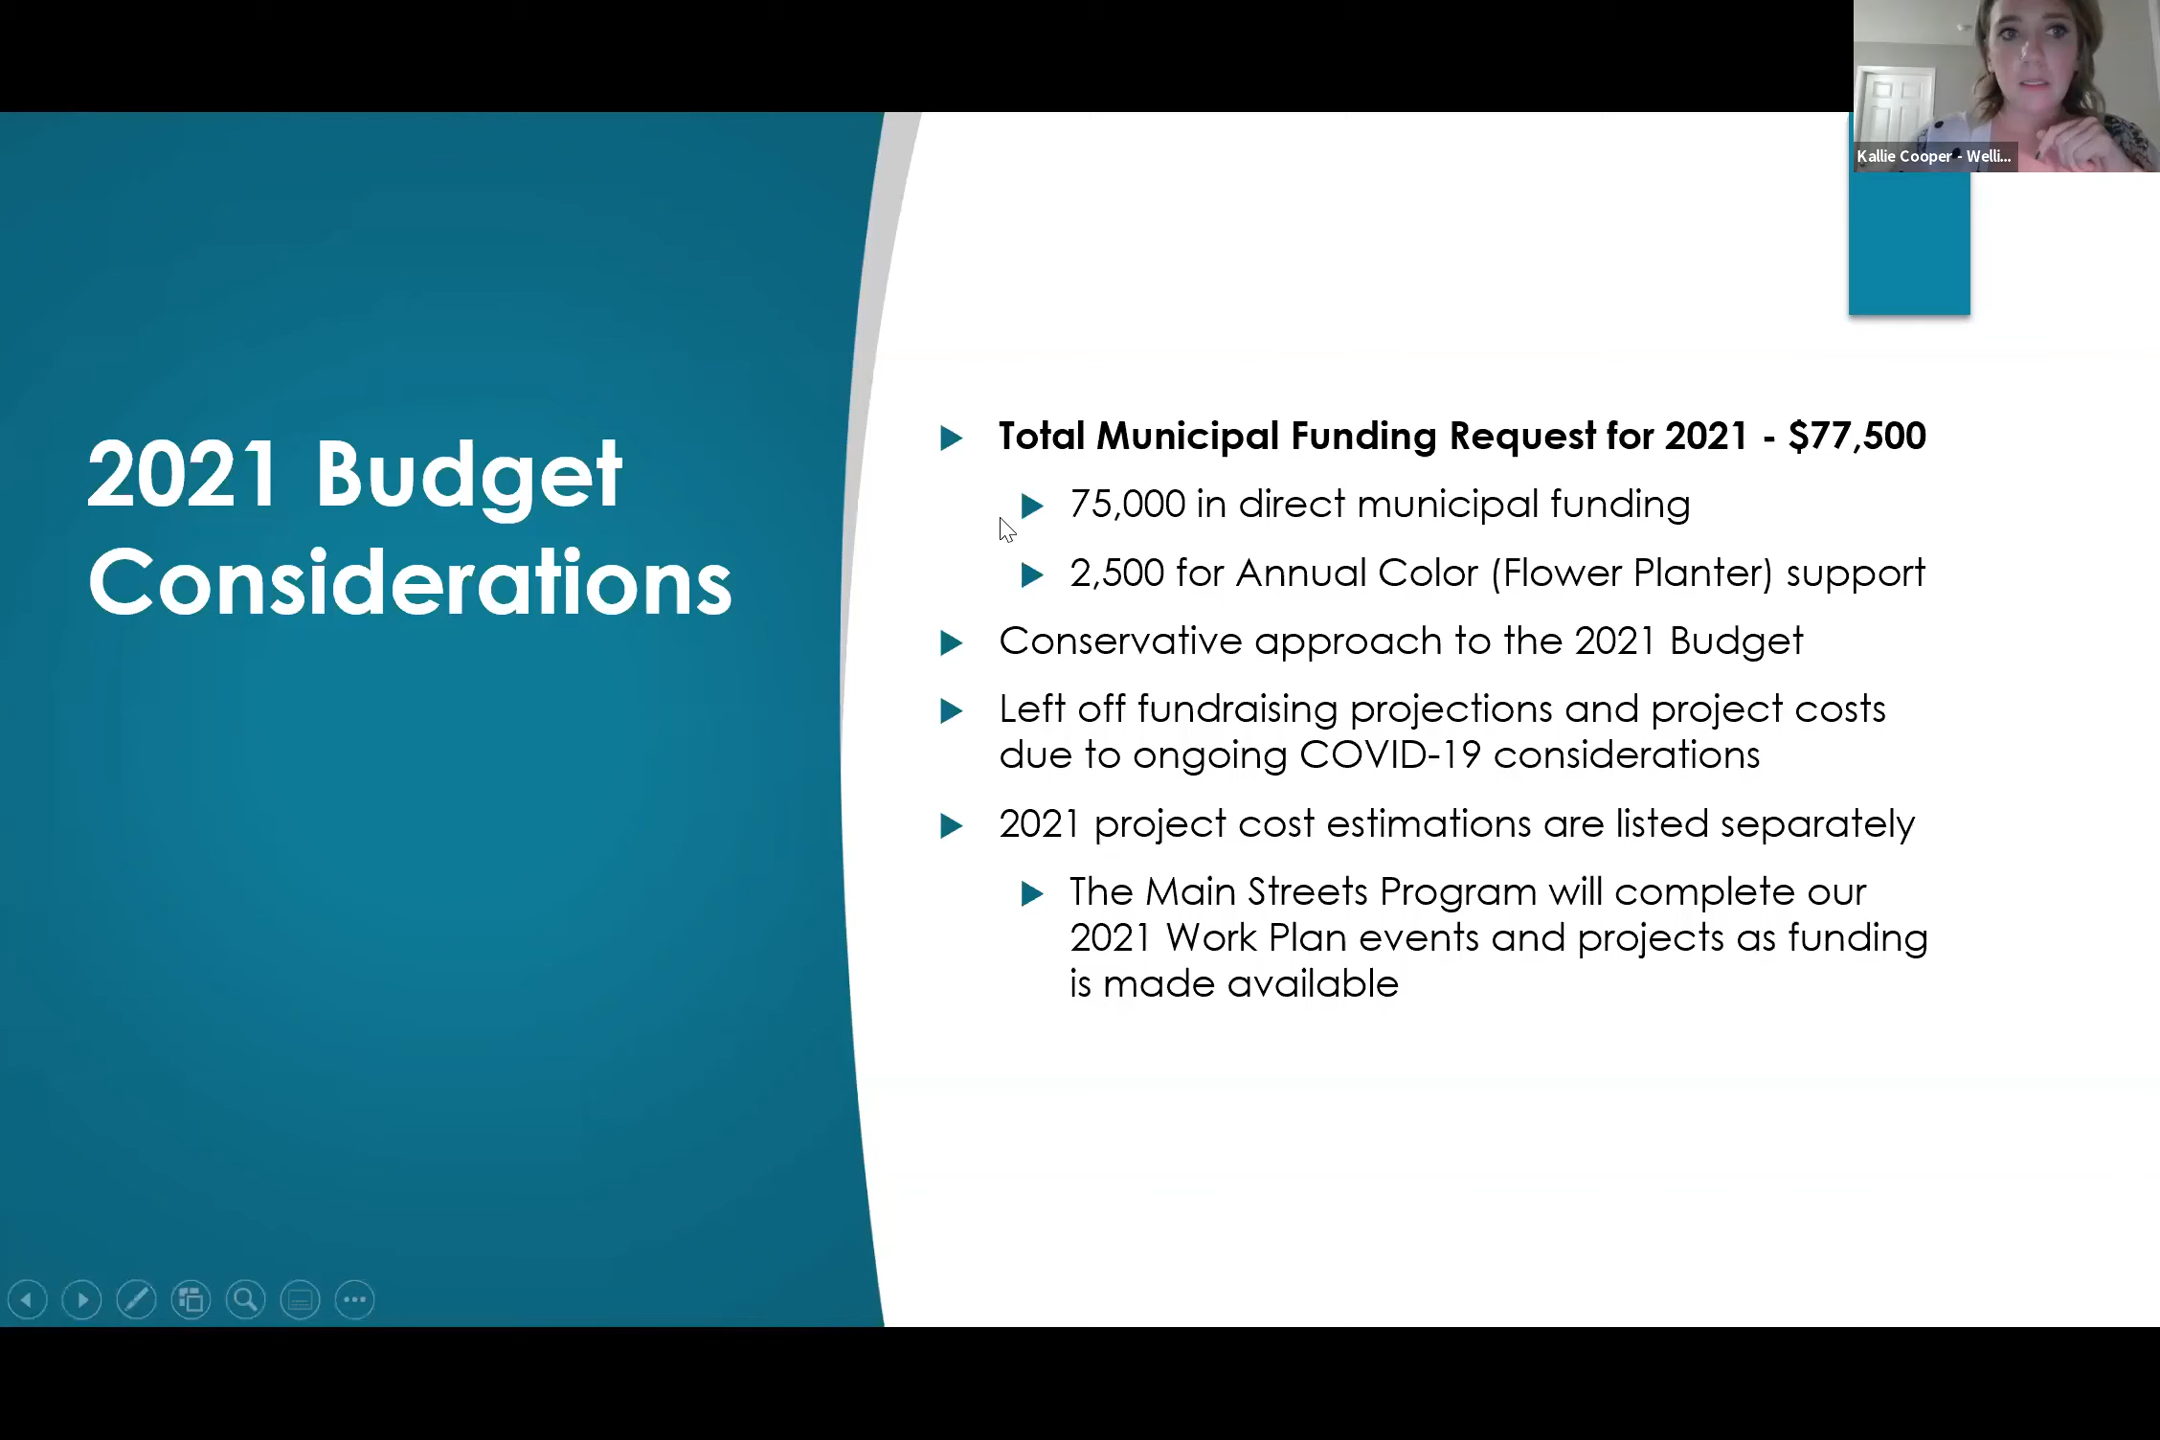 Kallie Cooper - Welli...
2021 Budget
Considerations
Total Municipal Funding Request for 2021 - $77,500
75,000 in direct municipal funding
2,500 for Annual Color (Flower Planter) support
Conservative approach to the 2021 Budget
Left off fundraising projections and project costs
due to ongoing COVID-19 considerations
2021 project cost estimations are listed separately
The Main Streets Program will complete our
2021 Work Plan events and projects as funding
is made available